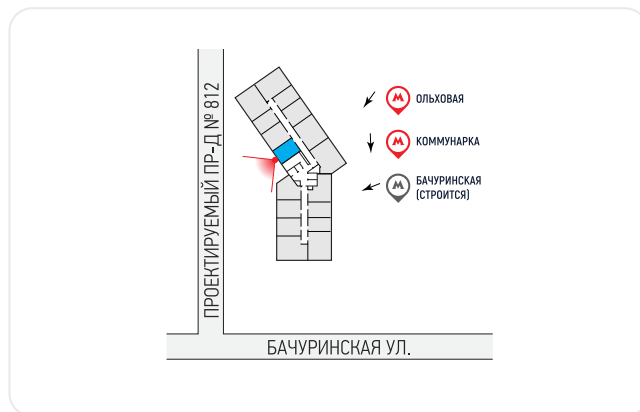 ПРОЕКТИРУЕМЫЙ ПР-Д № 812
М ОЛЬХОВАЯ
М КОММУНАРКА
М БАЧУРИНСКАЯ
(СТРОИТСЯ)
БАЧУРИНСКАЯ УЛ.